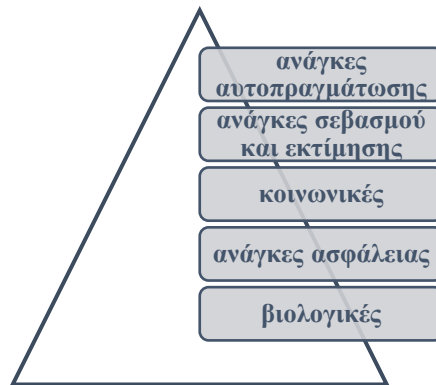 ανάγκες
αυτοπραγμάτωσης
ανάγκες σεβασμού
και εκτίμησης
κοινωνικές
ανάγκες ασφάλειας
βιολογικές